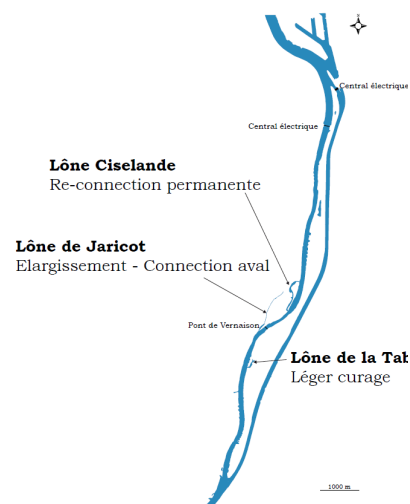 Central électrique
Central électrique
Lône Ciselande
Re-connection permanente
Lône de Jaricot
Elargissement - Connection aval
Pont de Vernaison
Lône de la Tab
Léger curage
1000 m